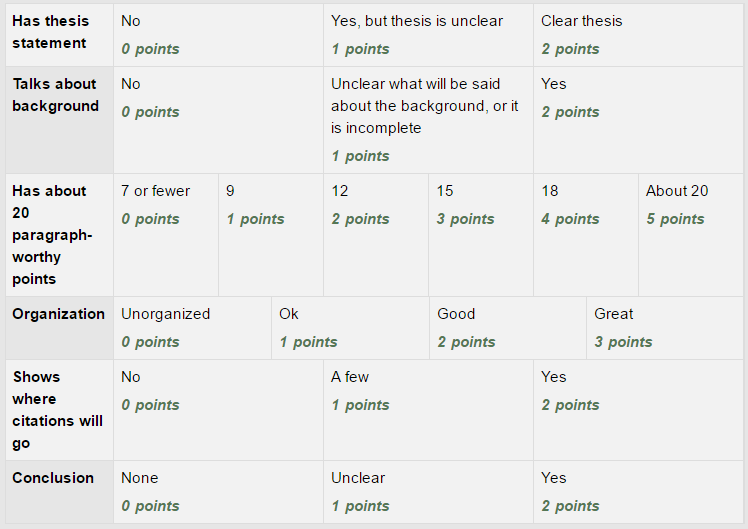 Has thesis statement
No
0 points
Yes, but thesis is unclear
1 points
Clear thesis
2 points
Talks about background
No
0 points
Unclear what will be said
about the background, or it
is incomplete
1 points
Yes
2 points
Has about
20
paragraph-
worthy
points
7 or fewer
0 points
9
1 points
12
2 points
15
3 points
18
4 points
About 20
5 points
Organization
Unorganized
0 points
Ok
1 points
Good
2 points
Great
3 points
Shows
where
citations will
go
No
0 points
A few
1 points
Yes
2 points
Conclusion
None
0 points
Unclear
1 points
Yes
2 points